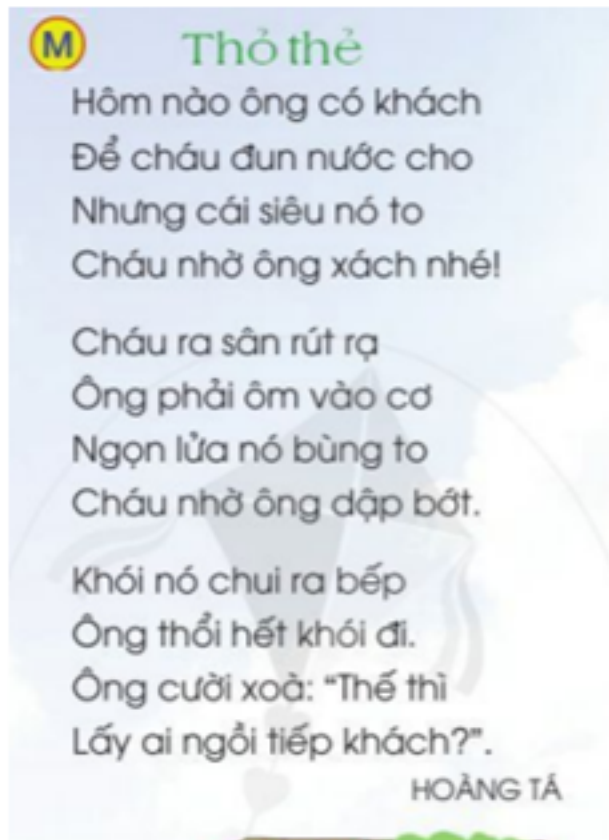 M
Thỏ thẻ
Hôm nào ông có khách
Để cháu đun nước cho
Nhưng cái siêu nó to
Cháu nhờ ông xách nhé!
Cháu ra sân rút rạ
Ông phải ôm vào cơ
Ngọn lửa nó bùng to
Cháu nhờ ông dập bớt.
Khói nó chui ra bếp
Ông thổi hết khói đi.
Ông cười xoà: “Thế thì
Lấy ai ngồi tiếp khách?”.
HOÀNG TÁ